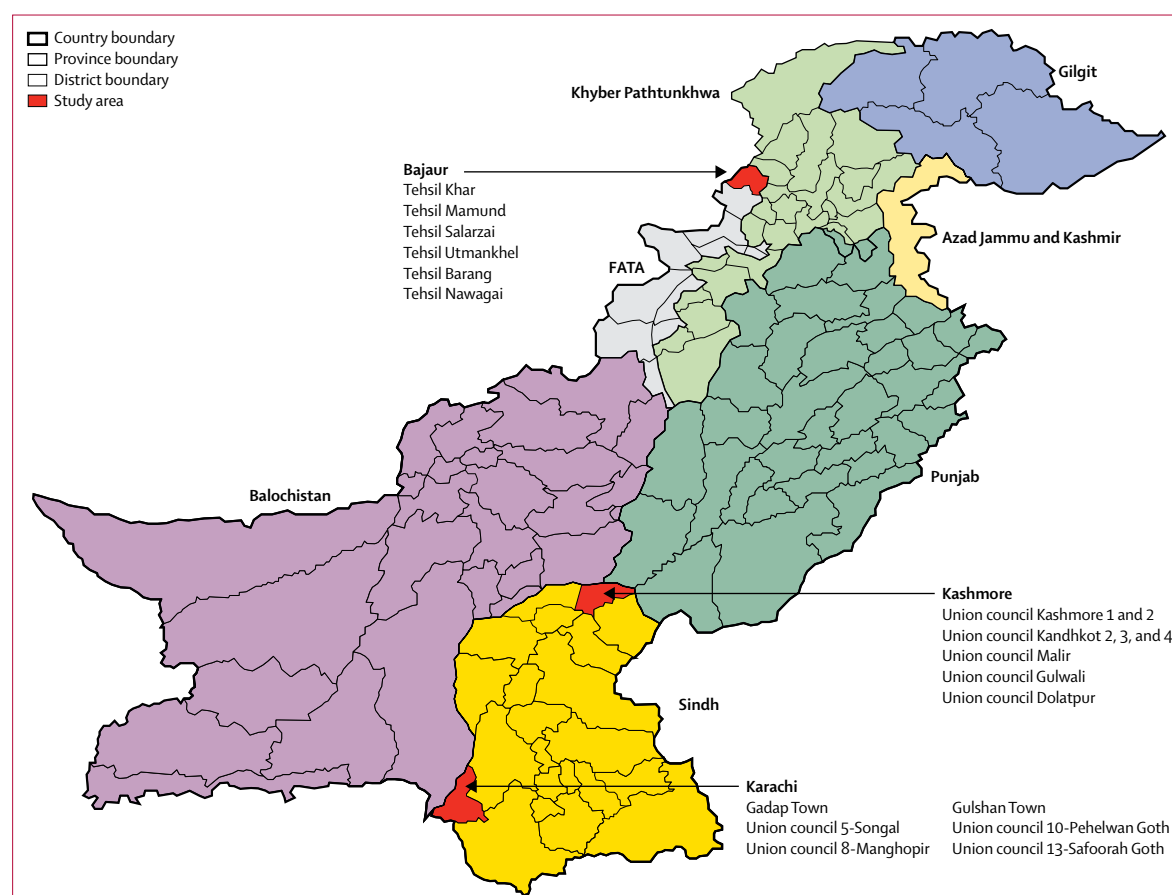 Country boundary
Province boundary
District boundary
Study area
Gilgit
Khyber Pathtunkhwa
Bajaur
Tehsil Khar
Tehsil Mamund
Tehsil Salarzai
Tehsil Utmankhel
Tehsil Barang
Tehsil Nawagai
Azad Jammu and Kashmir
FATA
Punjab
Balochistan
Kashmore
Union council Kashmore 1 and 2
Union council Kandhkot 2, 3, and 4
Union council Malir
Union council Gulwali
Union council Dolatpur
Sindh
Karachi
Gadap Town
Union council 5-Songal
Union council 8-Manghopir
Gulshan Town
Union council 10-Pehelwan Goth
Union council 13-Safoorah Goth